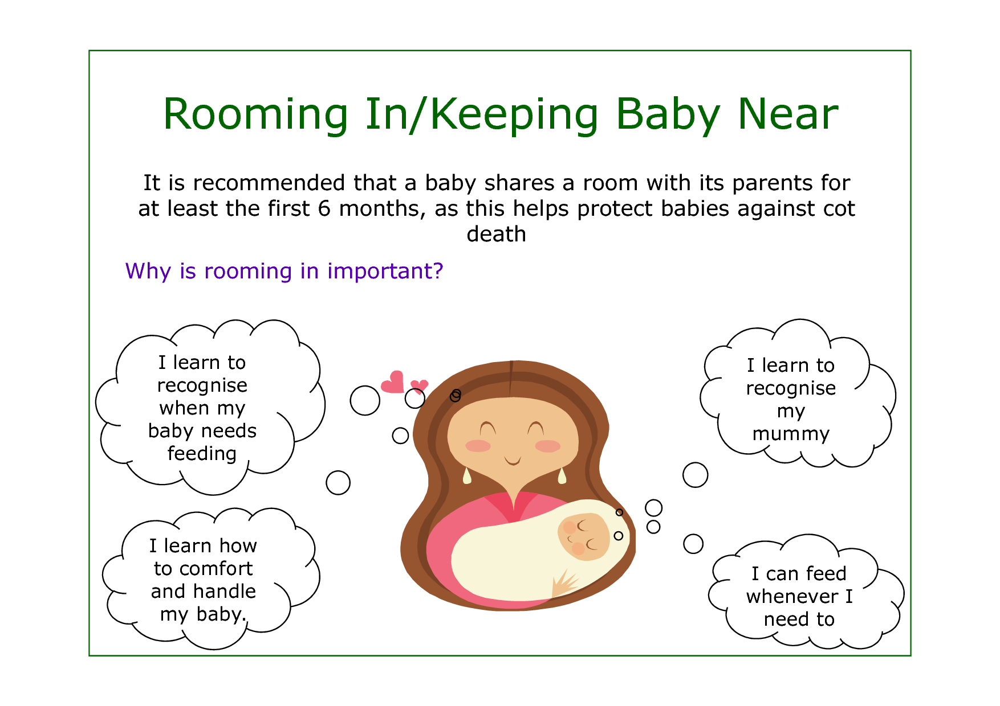 Rooming In/Keeping Baby Near
It is recommended that a baby shares a room with its parents for
at least the first 6 months, as this helps protect babies against cot
death
Why is rooming in important?
I learn to
recognise
when my
baby needs
feeding
I learn to
recognise
my
mummy
I learn how
to comfort
and handle
my baby.
I can feed
whenever I
need to